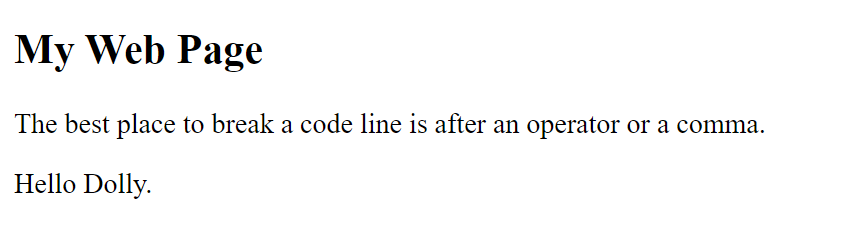 My Web Page
The best place to break a code line is after an operator or a comma.
Hello Dolly.